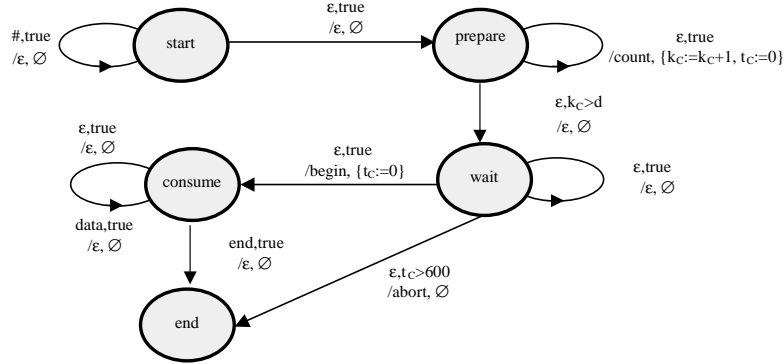 #,true
/ε, ∅
start
ε,true
/ε, ∅
prepare
ε,true
/count, {kC:=kC+1, tC:=0}
ε,kC>d
/ε, ∅
ε,true
/ε, ∅
consume
data,true
/ε, ∅
ε,true
/begin, {tC:=0}
wait
ε,true
/ε, ∅
end,true
/ε, ∅
ε,tC>600
/abort, ∅
end